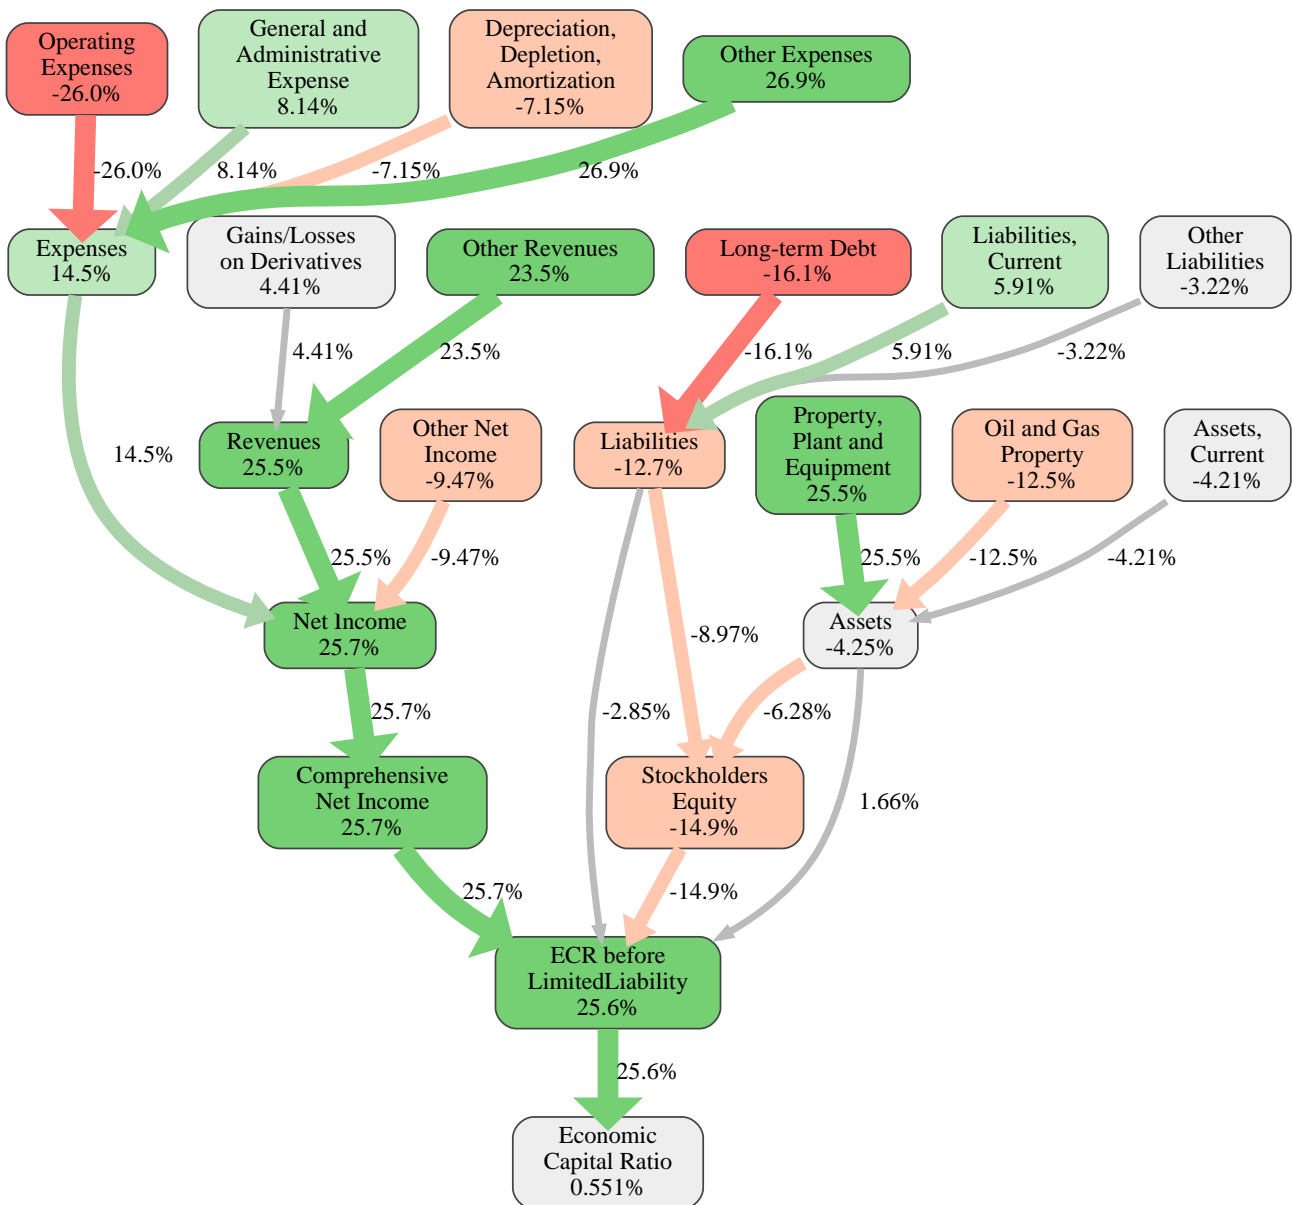 Operating
Expenses
-26.0%
General and
Administrative
Expense
8.14%
Depreciation,
Depletion,
Amortization
-7.15%
Other Expenses
26.9%
-26.0%
8.14%
-7.15%
26.9%
Expenses
14.5%
Gains/Losses
on Derivatives
4.41%
Other Revenues
23.5%
Long-term Debt
-16.1%
Liabilities,
Current
5.91%
Other
Liabilities
-3.22%
4.41%
23.5%
-16.1%
5.91%
-3.22%
14.5%
Revenues
25.5%
Other Net
Income
-9.47%
Liabilities
-12.7%
Property,
Plant and
Equipment
25.5%
Oil and Gas
Property
-12.5%
Assets,
Current
-4.21%
25.5%
-9.47%
25.5%
-12.5%
-4.21%
Net Income
25.7%
-8.97%
Assets
-4.25%
25.7%
-2.85%
-6.28%
Comprehensive
Net Income
25.7%
Stockholders
Equity
-14.9%
1.66%
25.7%
-14.9%
ECR before
LimitedLiability
25.6%
25.6%
Economic
Capital Ratio
0.551%